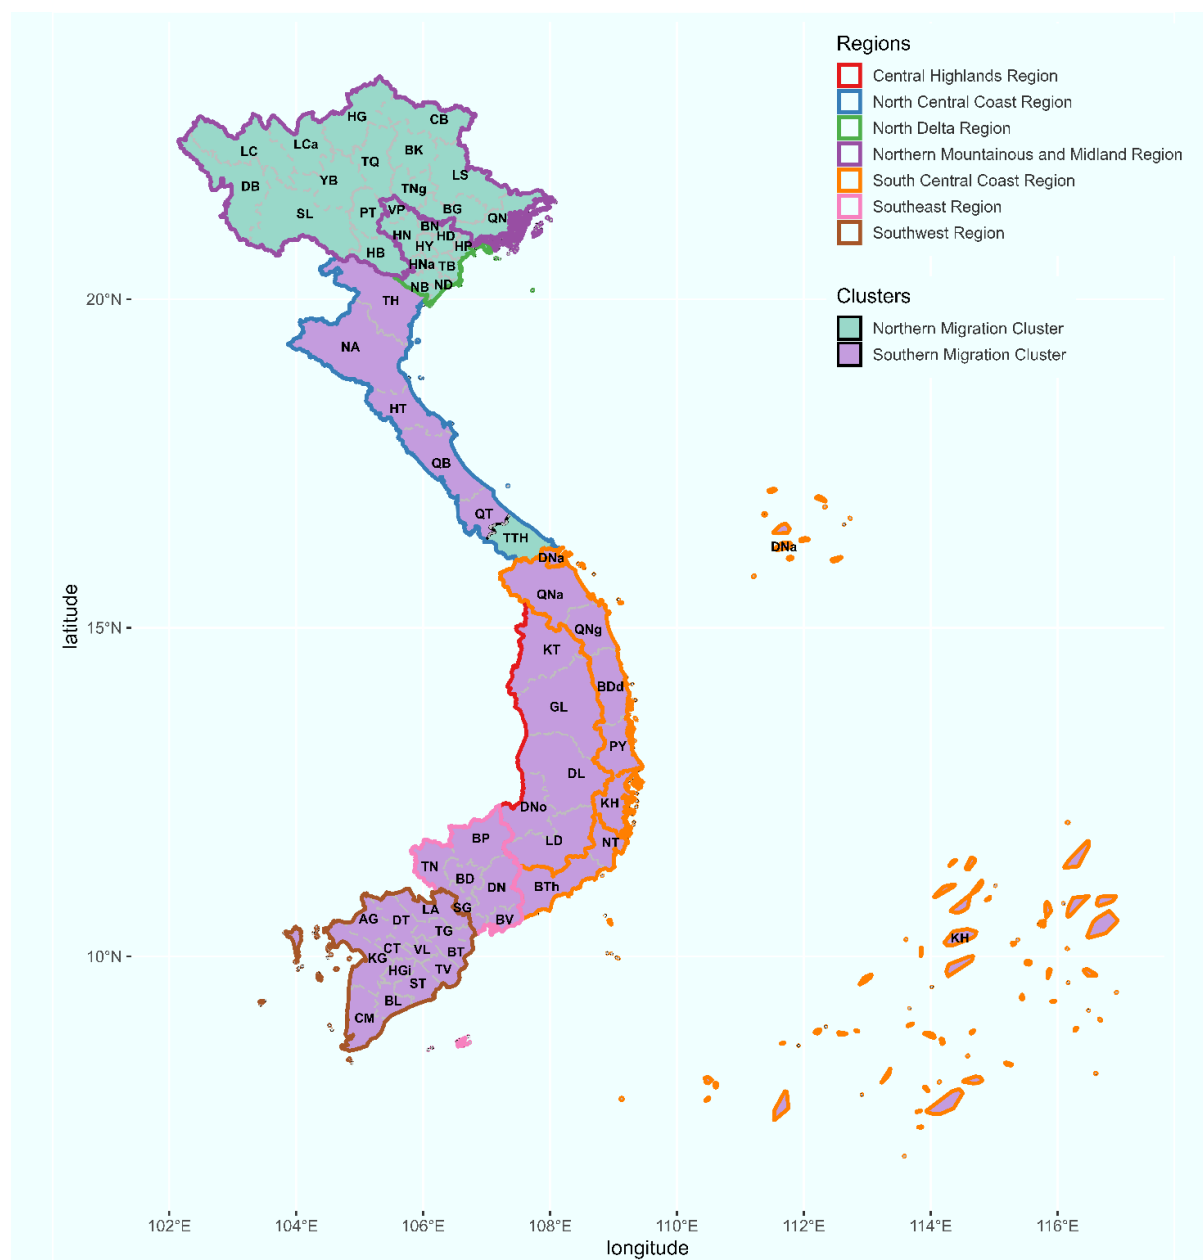 Regions
Central Highlands Region
North Central Coast Region
North Delta Region
Northern Mountainous and Midland Region
South Central Coast Region
Southeast Region
Southwest Region
Clusters
Northern Migration Cluster
Southern Migration Cluster
HG
CB
LCa
LC
BK
TQ
LS
YB
DB
TNg
SL
PT
VP
BG
QN
BN
HN
HD
HY
HP
HB
HNa
TB
NB
ND
20°N
TH
NA
HT
QB
QT
TTH
DNa
DNa
QNa
15°N
QNg
KT
BDd
GL
PY
DL
KH
DNo
BP
LD
NT
TN
BD
DN
BTh
LA
SG
AG
DT
BV
TG
KH
CT
VL
BT
10°N
KG
HGi
TV
ST
BL
CM
latitude
102°E
104°E
106°E
108°E
110°E
112°E
114°E
116°E
longitude